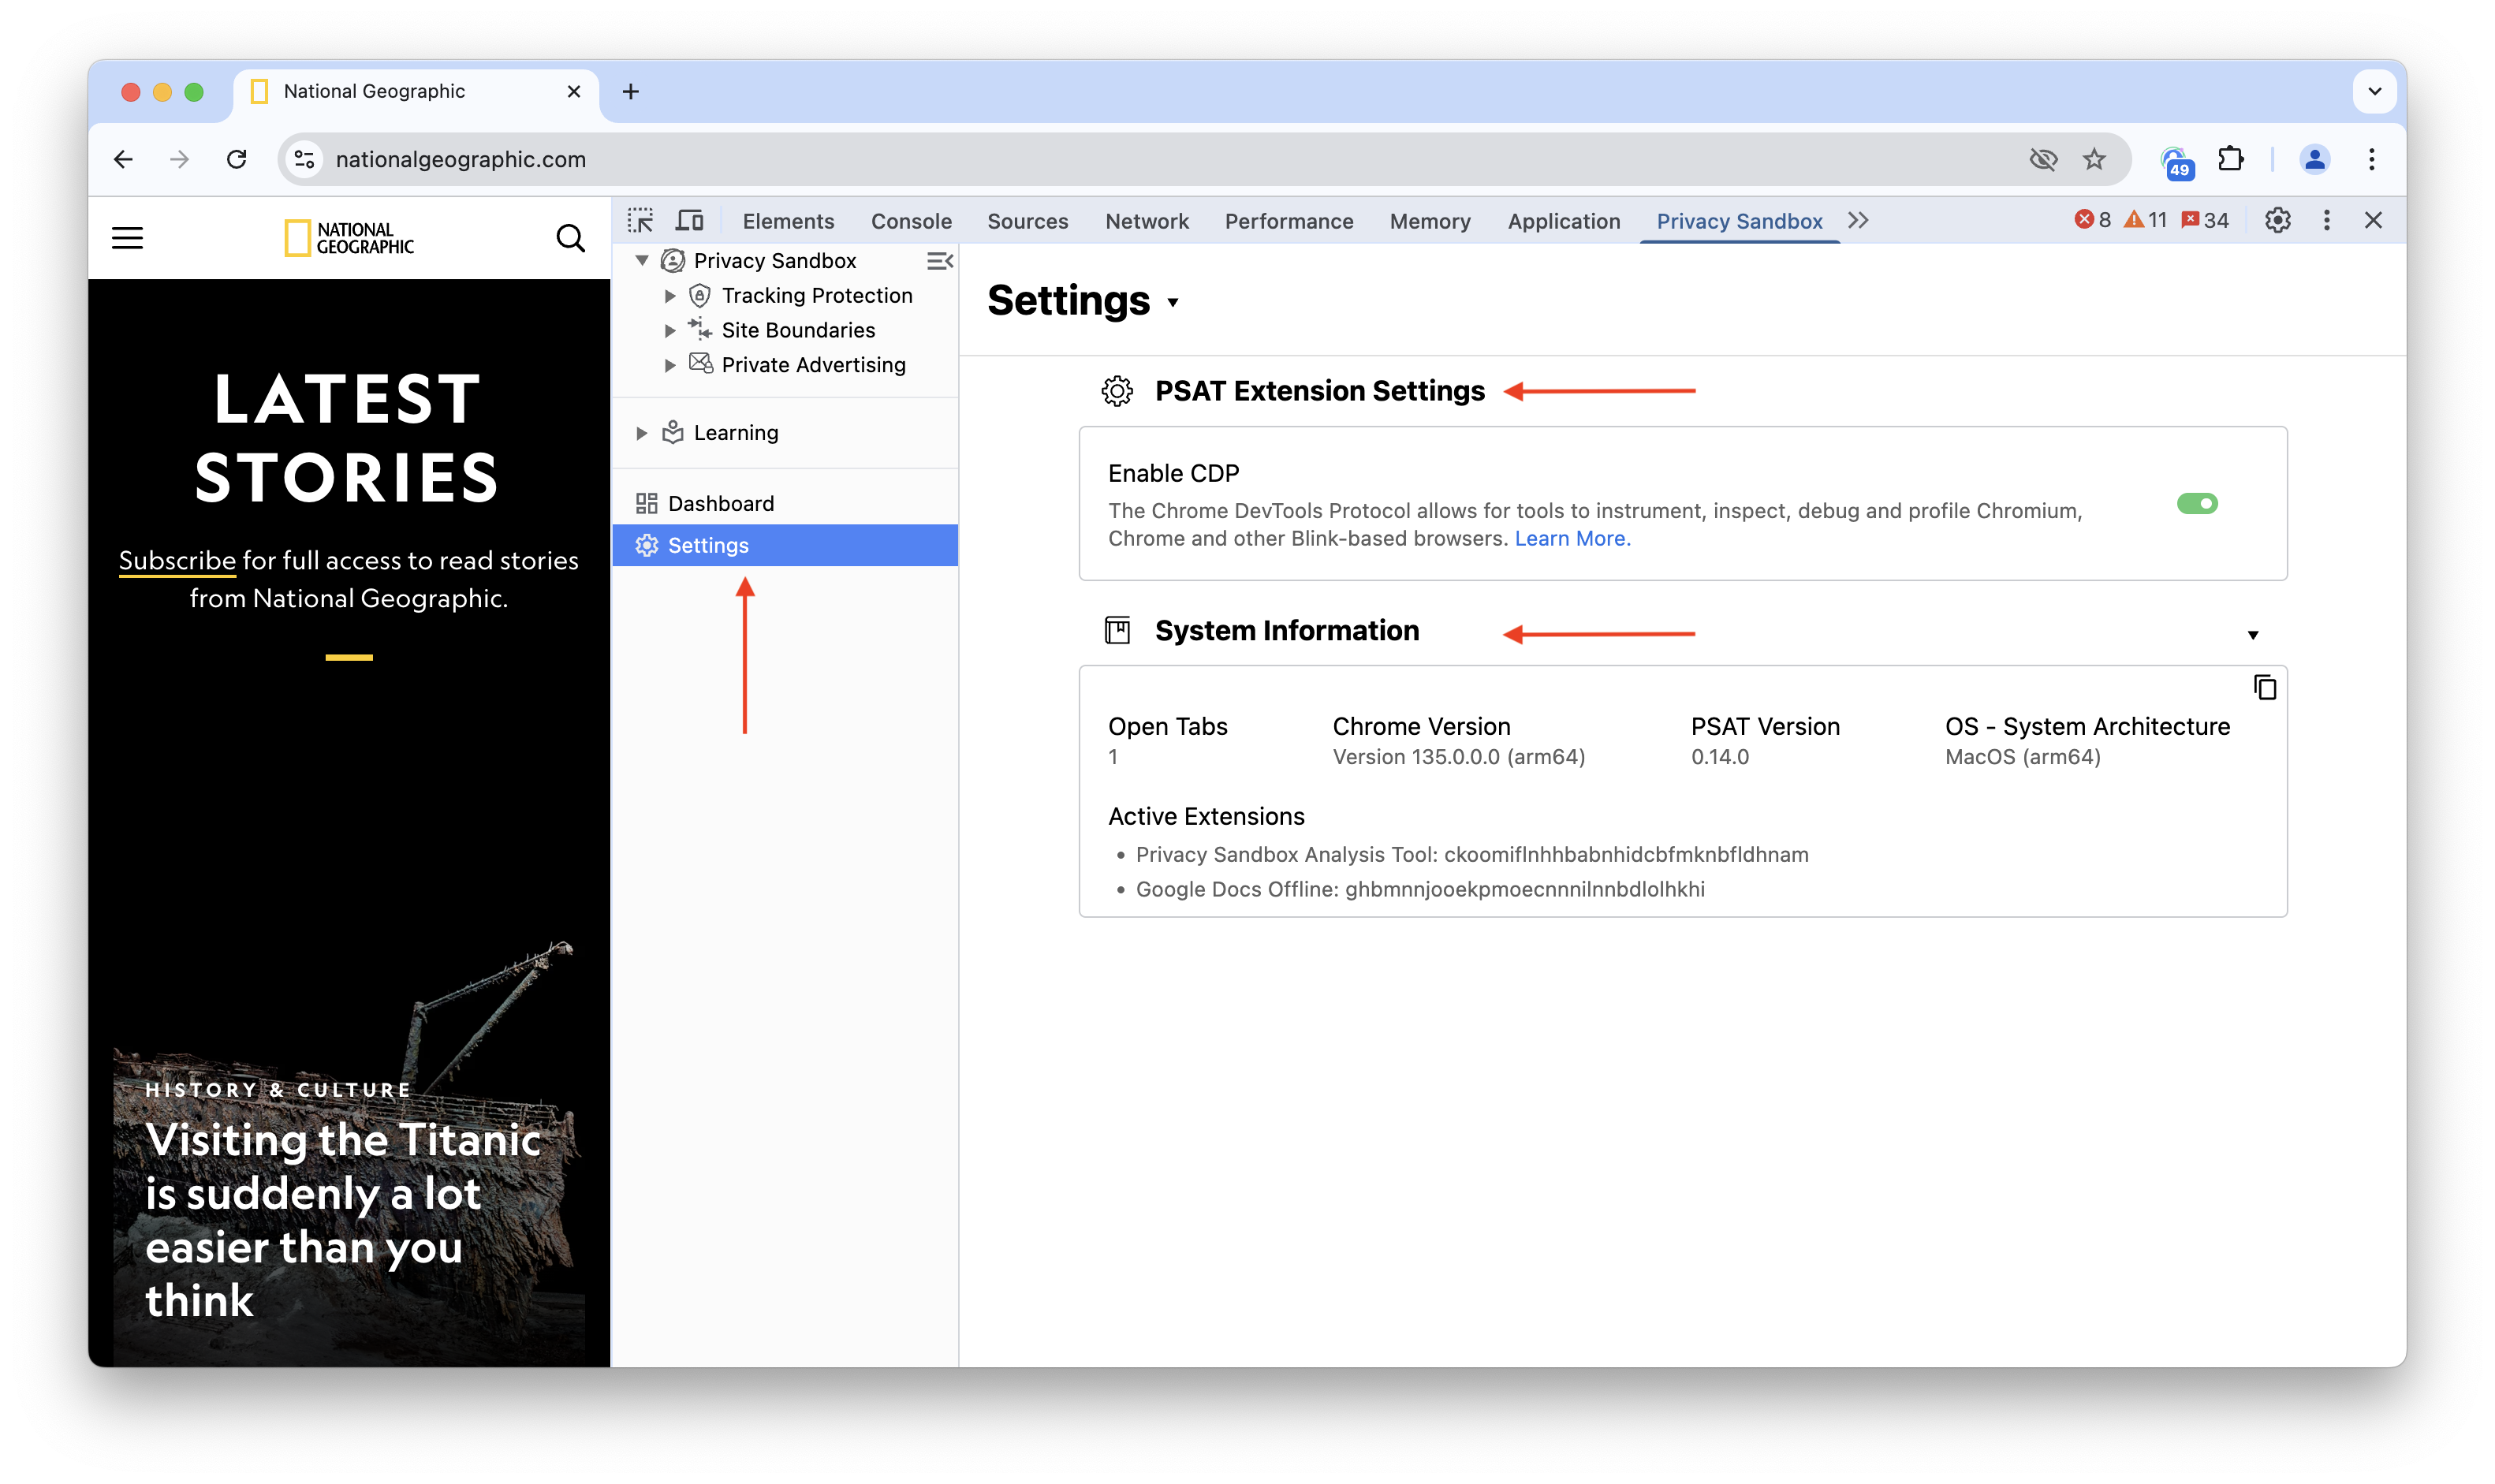 National Geographic
nationalgeographic.com
49
NATIONAL
GEOGRAPHIC
LATEST
STORIES
Subscribe for full access to read stories
from National Geographic.
HISTORY & CULTURE
Visiting the Titanic
is suddenly a lot
easier than you
think
Elements Console Sources Network Performance Memory Application Privacy Sandbox 8 11 34
Privacy Sandbox
Tracking Protection
Site Boundaries
Private Advertising
Learning
Dashboard
Settings
Settings
PSAT Extension Settings
Enable CDP
The Chrome DevTools Protocol allows for tools to instrument, inspect, debug and profile Chromium,
Chrome and other Blink-based browsers. Learn More.
System Information
Open Tabs Chrome Version PSAT Version OS - System Architecture
1 Version 135.0.0.0 (arm64) 0.14.0 MacOS (arm64)
Active Extensions
• Privacy Sandbox Analysis Tool: ckoomiflnhhbabnhidcbfmknbfldhnam
• Google Docs Offline: ghbmnnjooekpmoecnnnilnnbdlolhkhi